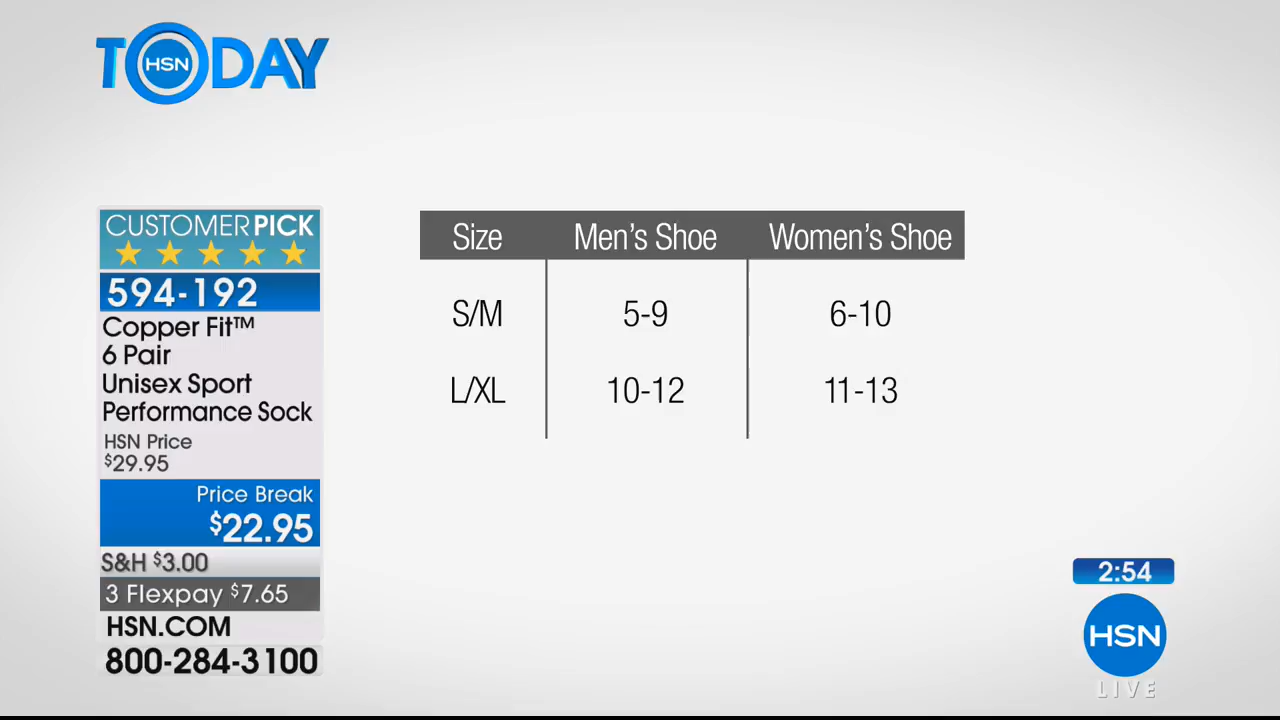 TODAY
HSN
CUSTOMERPICK
594-192
Copper Fit™
6 Pair
Unisex Sport
Performance Sock
HSN Price
$29.95
Price Break
$22.95
S&H $3.00
3 Flexpay $7.65
HSN.COM
800-284-3100
Size Men's Shoe Women's Shoe
S/M 5-9 6-10
L/XL 10-12 11-13
2:54
HSN
LIVE